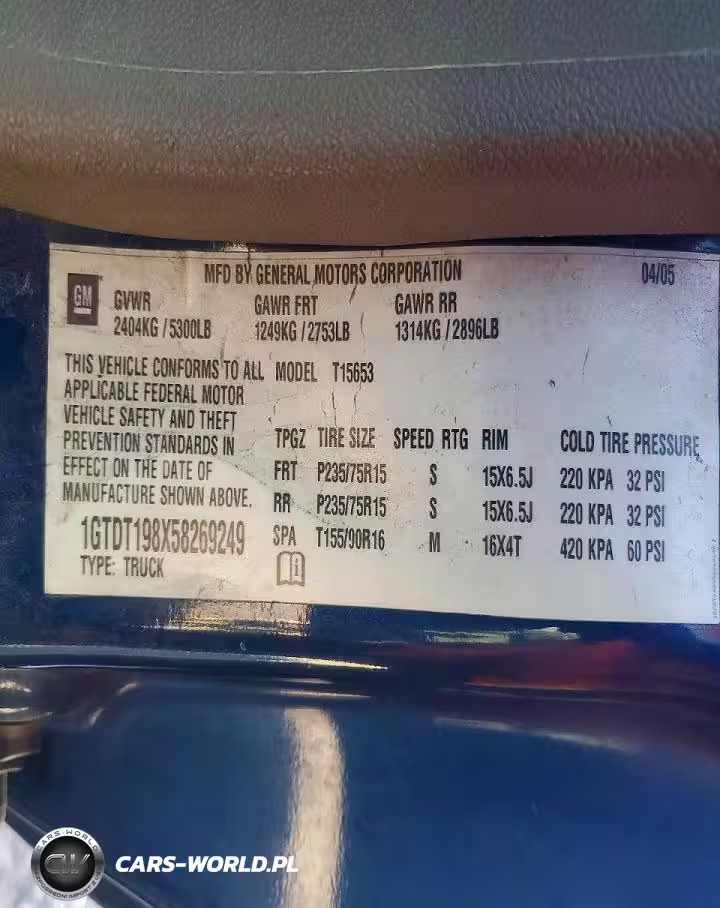 MFD BY GENERAL MOTORS CORPORATION 04/05
GM
GVWR GAWR FRT GAWR RR
2404KG / 5300LB 1249KG / 2753LB 1314KG / 2896LB
THIS VEHICLE CONFORMS TO ALL MODEL T15653
APPLICABLE FEDERAL MOTOR
VEHICLE SAFETY AND THEFT
PREVENTION STANDARDS IN
EFFECT ON THE DATE OF
MANUFACTURE SHOWN ABOVE.
1GTDT198X58269249
TYPE: TRUCK
TPGZ TIRE SIZE SPEED RTG RIM COLD TIRE PRESSURE
FRT P235/75R15 S 15X6.5J 220 KPA 32 PSI
RR P235/75R15 S 15X6.5J 220 KPA 32 PSI
SPA T155/90R16 M 16X4T 420 KPA 60 PSI
CARS-WORLD
CW
CARS-WORLD.PL